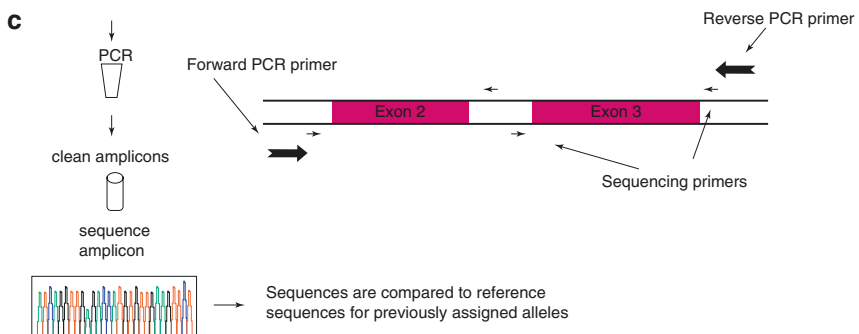 c
PCR
clean amplicons
sequence
amplicon
Forward PCR primer
Reverse PCR primer
Exon 2
Exon 3
Sequencing primers
Sequences are compared to reference
sequences for previously assigned alleles